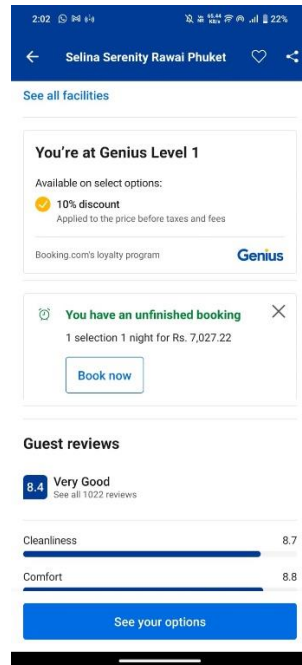 2:02
22%
Selina Serenity Rawai Phuket
See all facilities
You're at Genius Level 1
Available on select options:
10% discount
Applied to the price before taxes and fees
Booking.com's loyalty program
Genius
You have an unfinished booking
1 selection 1 night for Rs. 7,027.22
Book now
Guest reviews
8.4
Very Good
See all 1022 reviews
Cleanliness 8.7
Comfort 8.8
See your options